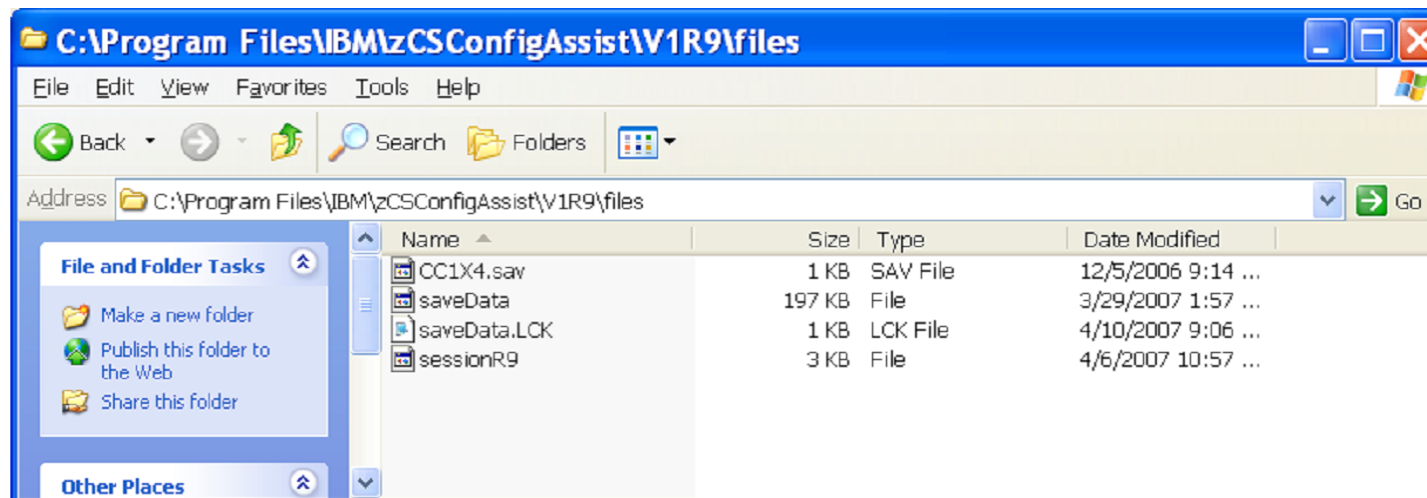 C:\Program Files\IBM\zCSConfigAssist\V1R9\files
File Edit View Favorites Tools Help
Back Search Folders
Address C:\Program Files\IBM\zCSConfigAssist\V1R9\files Go
Name Size Type Date Modified
File and Folder Tasks
Make a new folder
Publish this folder to
the Web
Share this folder
Other Places
CC1X4.sav 1 KB SAV File 12/5/2006 9:14 ...
saveData 197 KB File 3/29/2007 1:57 ...
saveData.LCK 1 KB LCK File 4/10/2007 9:06 ...
sessionR9 3 KB File 4/6/2007 10:57 ...